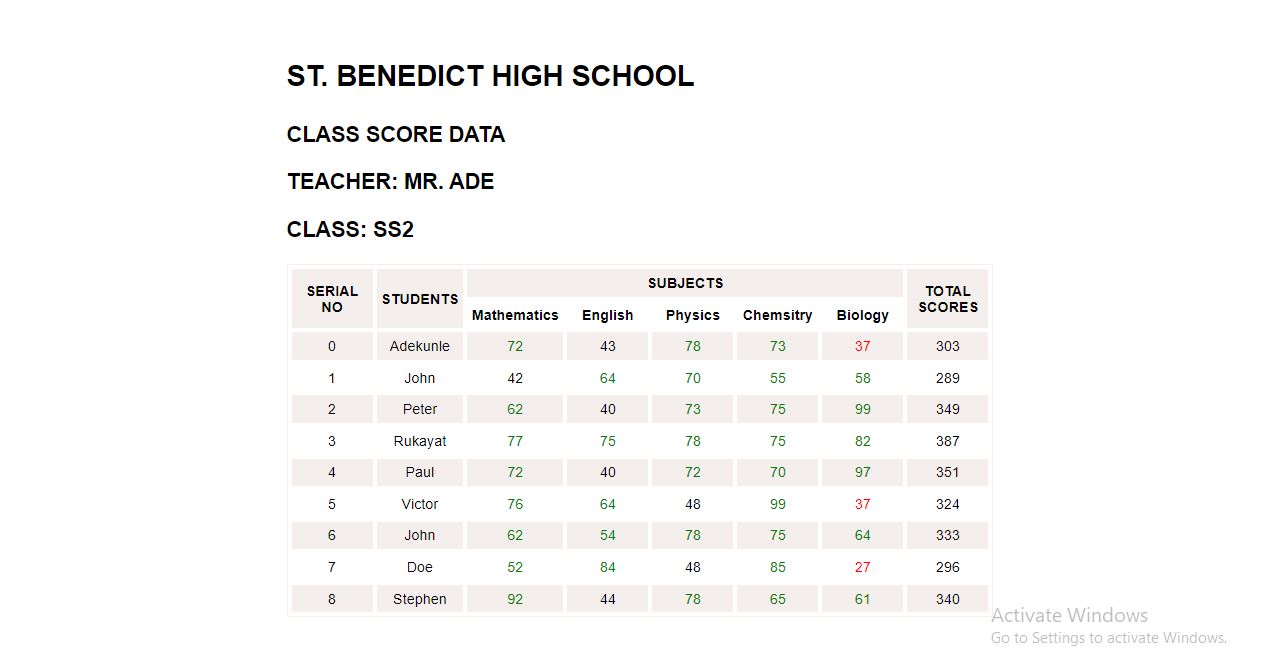 ST. BENEDICT HIGH SCHOOL
CLASS SCORE DATA
TEACHER: MR. ADE
CLASS: SS2
SERIAL NO STUDENTS SUBJECTS TOTAL SCORES
Mathematics English Physics Chemsitry Biology
0 Adekunle 72 43 78 73 37 303
1 John 42 64 70 55 58 289
2 Peter 62 40 73 75 99 349
3 Rukayat 77 75 78 75 82 387
4 Paul 72 40 72 70 97 351
5 Victor 76 64 48 99 37 324
6 John 62 54 78 75 64 333
7 Doe 52 84 48 85 27 296
8 Stephen 92 44 78 65 61 340
Activate Windows
Go to Settings to activate Windows.